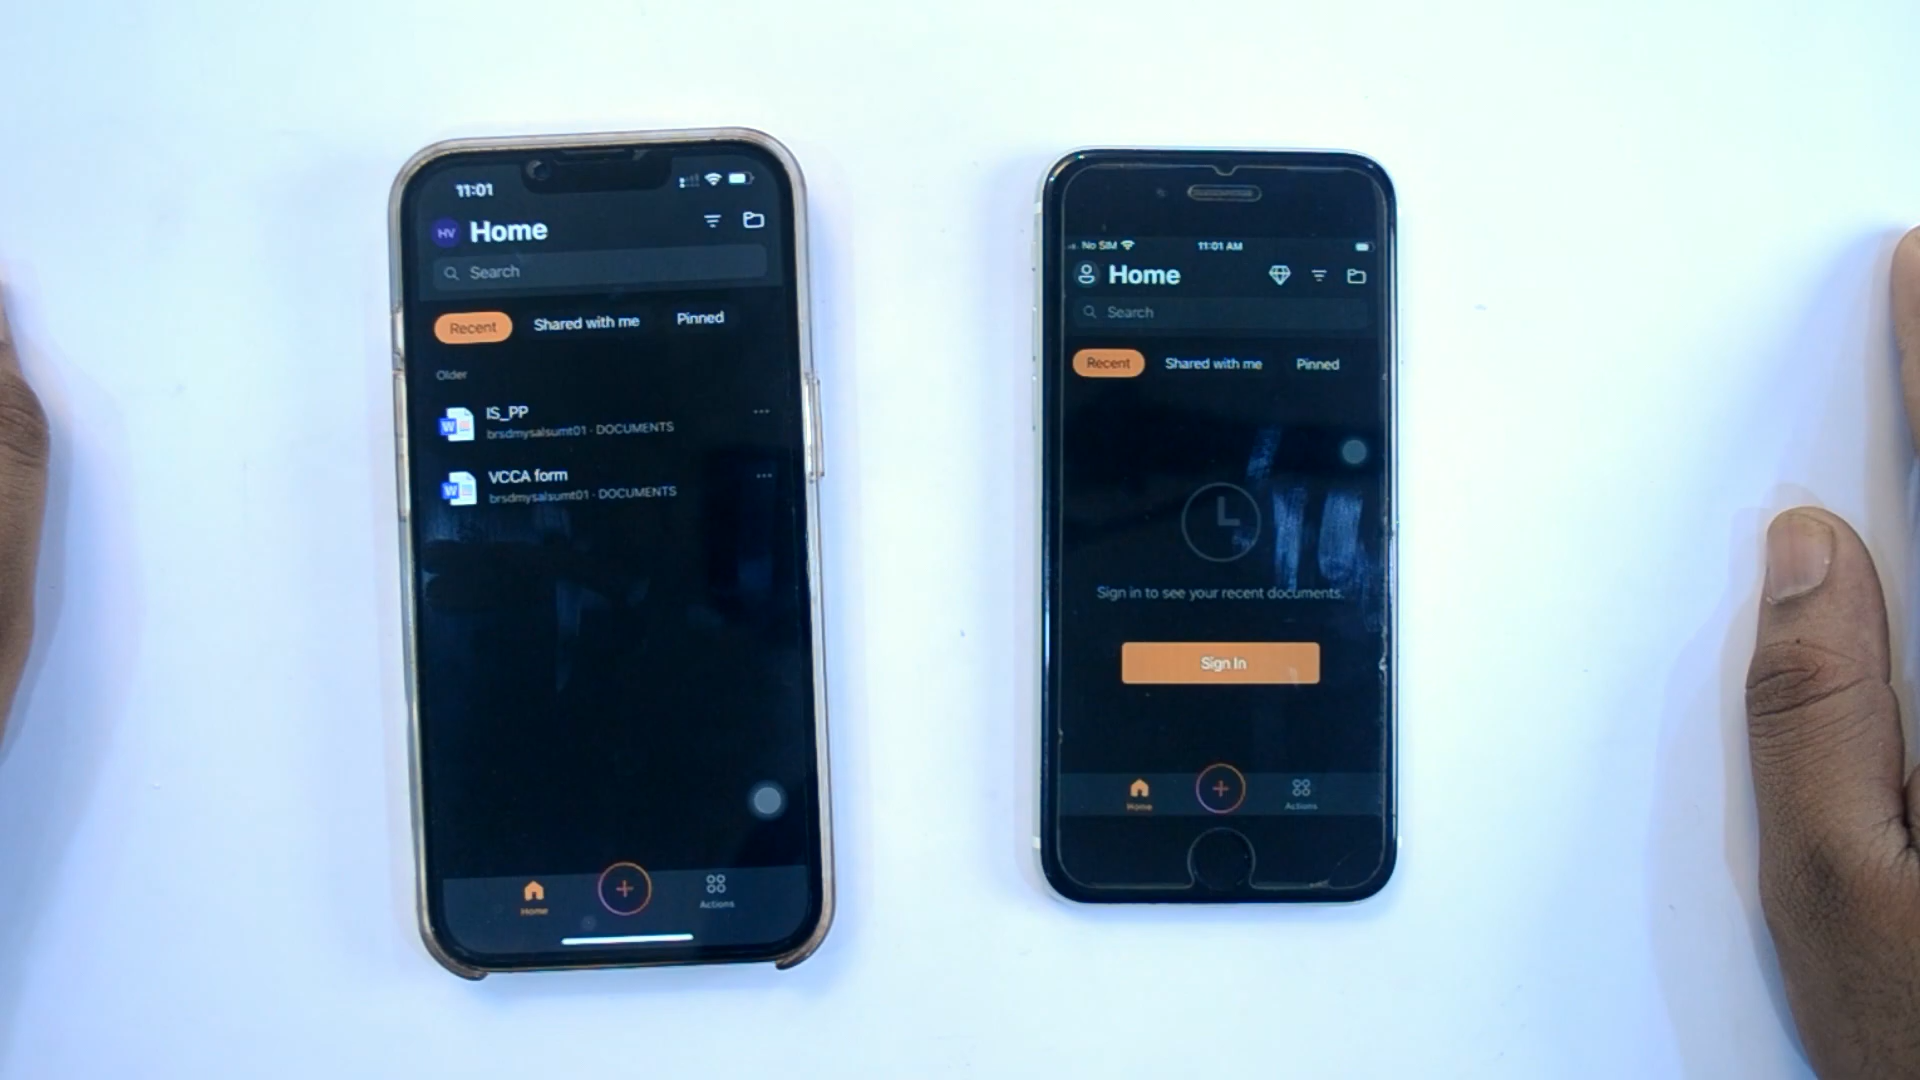 11:01
HV Home
Search
Recent Shared with me Pinned
Older
IS_PP
brsdmysalsumt01 · DOCUMENTS
VCCA form
brsdmysalsumt01 · DOCUMENTS
Home + Actions
No SIM 11:01 AM
Home
Search
Recent Shared with me Pinned
Sign in to see your recent documents.
Sign In
Home + Actions